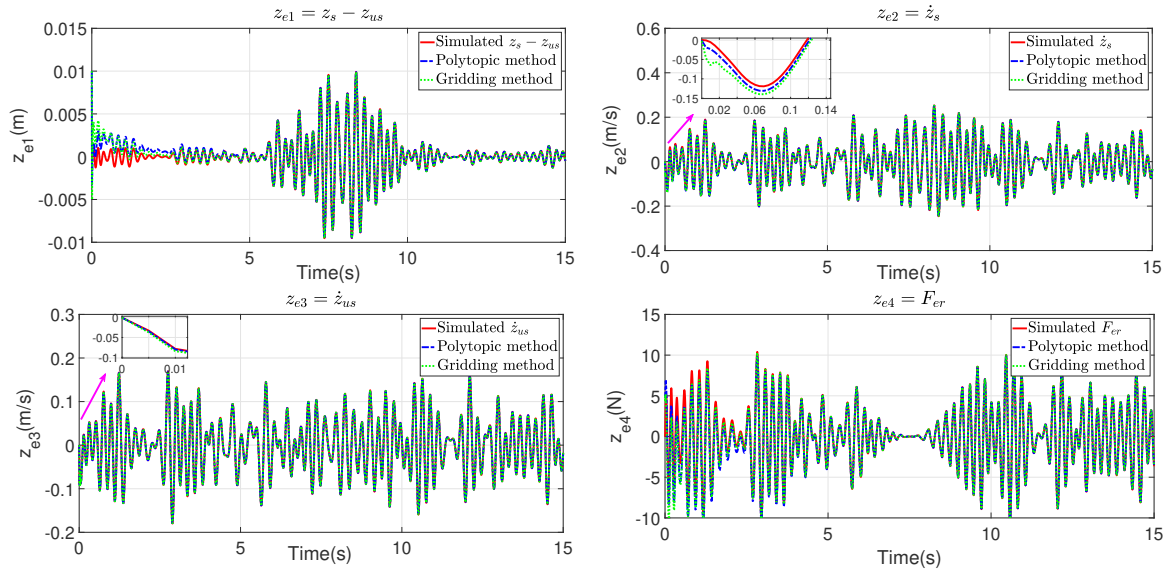 z_{e1} = z_s − z_{us}
0.015
0.01
0.005
0
-0.005
-0.01
z_{e1}(m)
Simulated z_s − z_{us}
Polytopic method
Gridding method
0 5 10 15
Time(s)
z_{e2} = ż_s
0.6
0.4
0.2
0
-0.2
-0.4
z_{e2}(m/s)
0
-0.05
-0.1
-0.15
0.02 0.06 0.1 0.14
Simulated ż_s
Polytopic method
Gridding method
0 5 10 15
Time(s)
z_{e3} = ż_{us}
0.3
0.2
0.1
0
-0.1
-0.2
z_{e3}(m/s)
0
-0.05
-0.1
0 0.01
Simulated ż_{us}
Polytopic method
Gridding method
0 5 10 15
Time(s)
z_{e4} = F_{er}
10
5
0
-5
-10
z_{e4}(N)
Simulated F_{er}
Polytopic method
Gridding method
0 5 10 15
Time(s)